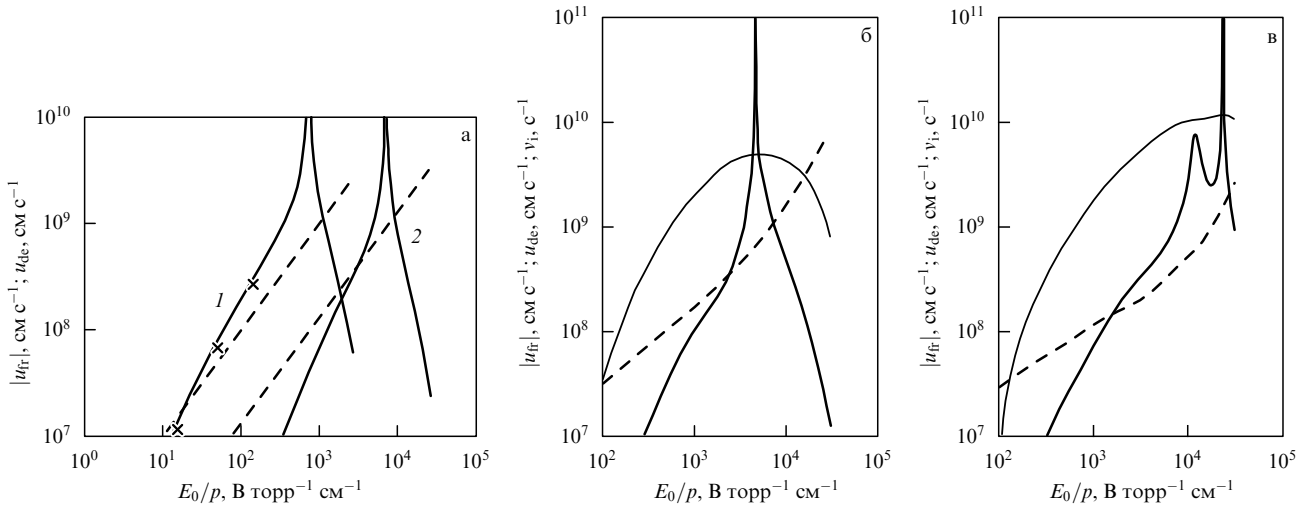 а
|u_fr|, см с⁻¹; u_de, см с⁻¹
10¹⁰
10⁹
10⁸
10⁷
1
2
10⁰ 10¹ 10² 10³ 10⁴ 10⁵
E₀/p, В торр⁻¹ см⁻¹
б
|u_fr|, см с⁻¹; u_de, см с⁻¹; ν_i, с⁻¹
10¹¹
10¹⁰
10⁹
10⁸
10⁷
10² 10³ 10⁴ 10⁵
E₀/p, В торр⁻¹ см⁻¹
в
|u_fr|, см с⁻¹; u_de, см с⁻¹; ν_i, с⁻¹
10¹¹
10¹⁰
10⁹
10⁸
10⁷
10² 10³ 10⁴ 10⁵
E₀/p, В торр⁻¹ см⁻¹